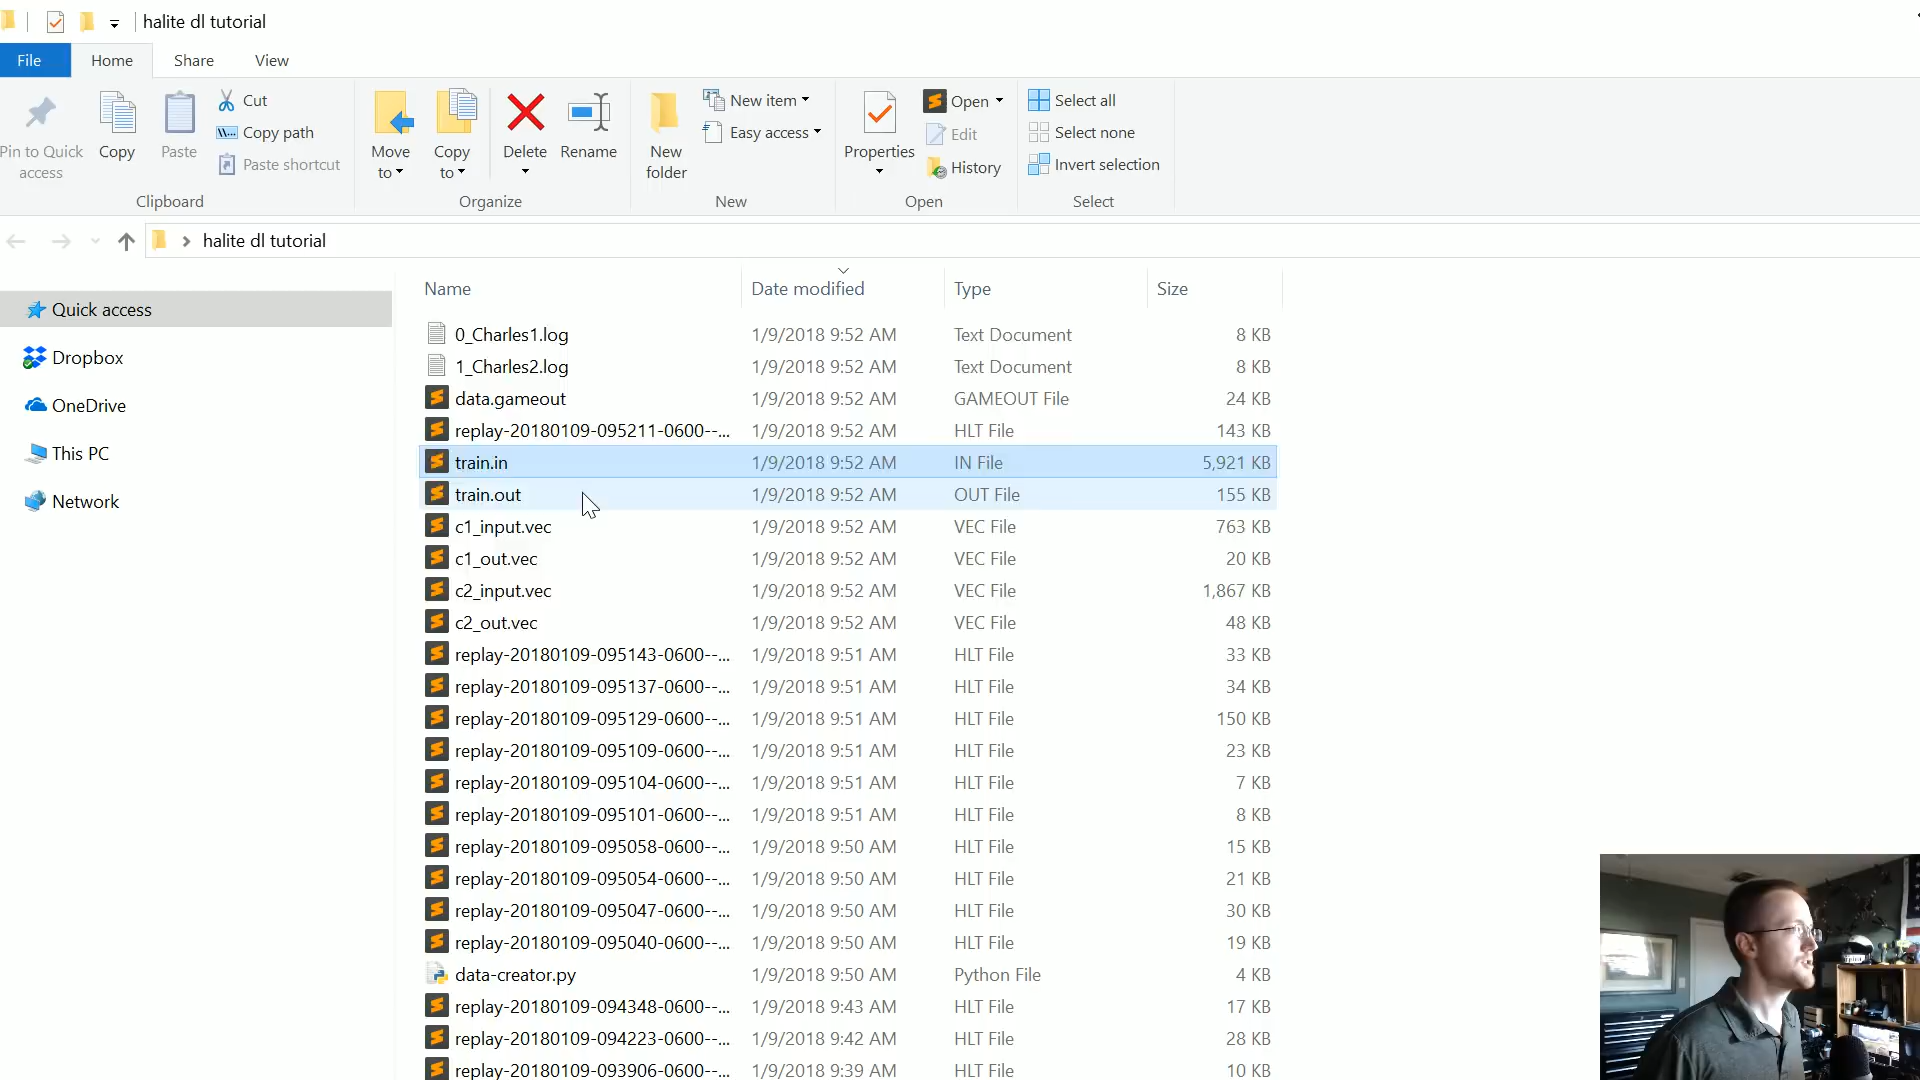 halite dl tutorial
File Home Share View
Pin to Quick access
Copy
Paste
Cut
Copy path
Paste shortcut
Clipboard
Move to
Copy to
Delete
Rename
Organize
New folder
New item
Easy access
New
Properties
Open
Edit
History
Open
Select all
Select none
Invert selection
Select
halite dl tutorial
Quick access
Dropbox
OneDrive
This PC
Network
Name Date modified Type Size
0_Charles1.log 1/9/2018 9:52 AM Text Document 8 KB
1_Charles2.log 1/9/2018 9:52 AM Text Document 8 KB
data.gameout 1/9/2018 9:52 AM GAMEOUT File 24 KB
replay-20180109-095211-0600--... 1/9/2018 9:52 AM HLT File 143 KB
train.in 1/9/2018 9:52 AM IN File 5,921 KB
train.out 1/9/2018 9:52 AM OUT File 155 KB
c1_input.vec 1/9/2018 9:52 AM VEC File 763 KB
c1_out.vec 1/9/2018 9:52 AM VEC File 20 KB
c2_input.vec 1/9/2018 9:52 AM VEC File 1,867 KB
c2_out.vec 1/9/2018 9:52 AM VEC File 48 KB
replay-20180109-095143-0600--... 1/9/2018 9:51 AM HLT File 33 KB
replay-20180109-095137-0600--... 1/9/2018 9:51 AM HLT File 34 KB
replay-20180109-095129-0600--... 1/9/2018 9:51 AM HLT File 150 KB
replay-20180109-095109-0600--... 1/9/2018 9:51 AM HLT File 23 KB
replay-20180109-095104-0600--... 1/9/2018 9:51 AM HLT File 7 KB
replay-20180109-095101-0600--... 1/9/2018 9:51 AM HLT File 8 KB
replay-20180109-095058-0600--... 1/9/2018 9:50 AM HLT File 15 KB
replay-20180109-095054-0600--... 1/9/2018 9:50 AM HLT File 21 KB
replay-20180109-095047-0600--... 1/9/2018 9:50 AM HLT File 30 KB
replay-20180109-095040-0600--... 1/9/2018 9:50 AM HLT File 19 KB
data-creator.py 1/9/2018 9:50 AM Python File 4 KB
replay-20180109-094348-0600--... 1/9/2018 9:43 AM HLT File 17 KB
replay-20180109-094223-0600--... 1/9/2018 9:42 AM HLT File 28 KB
replay-20180109-093906-0600--... 1/9/2018 9:39 AM HLT File 10 KB